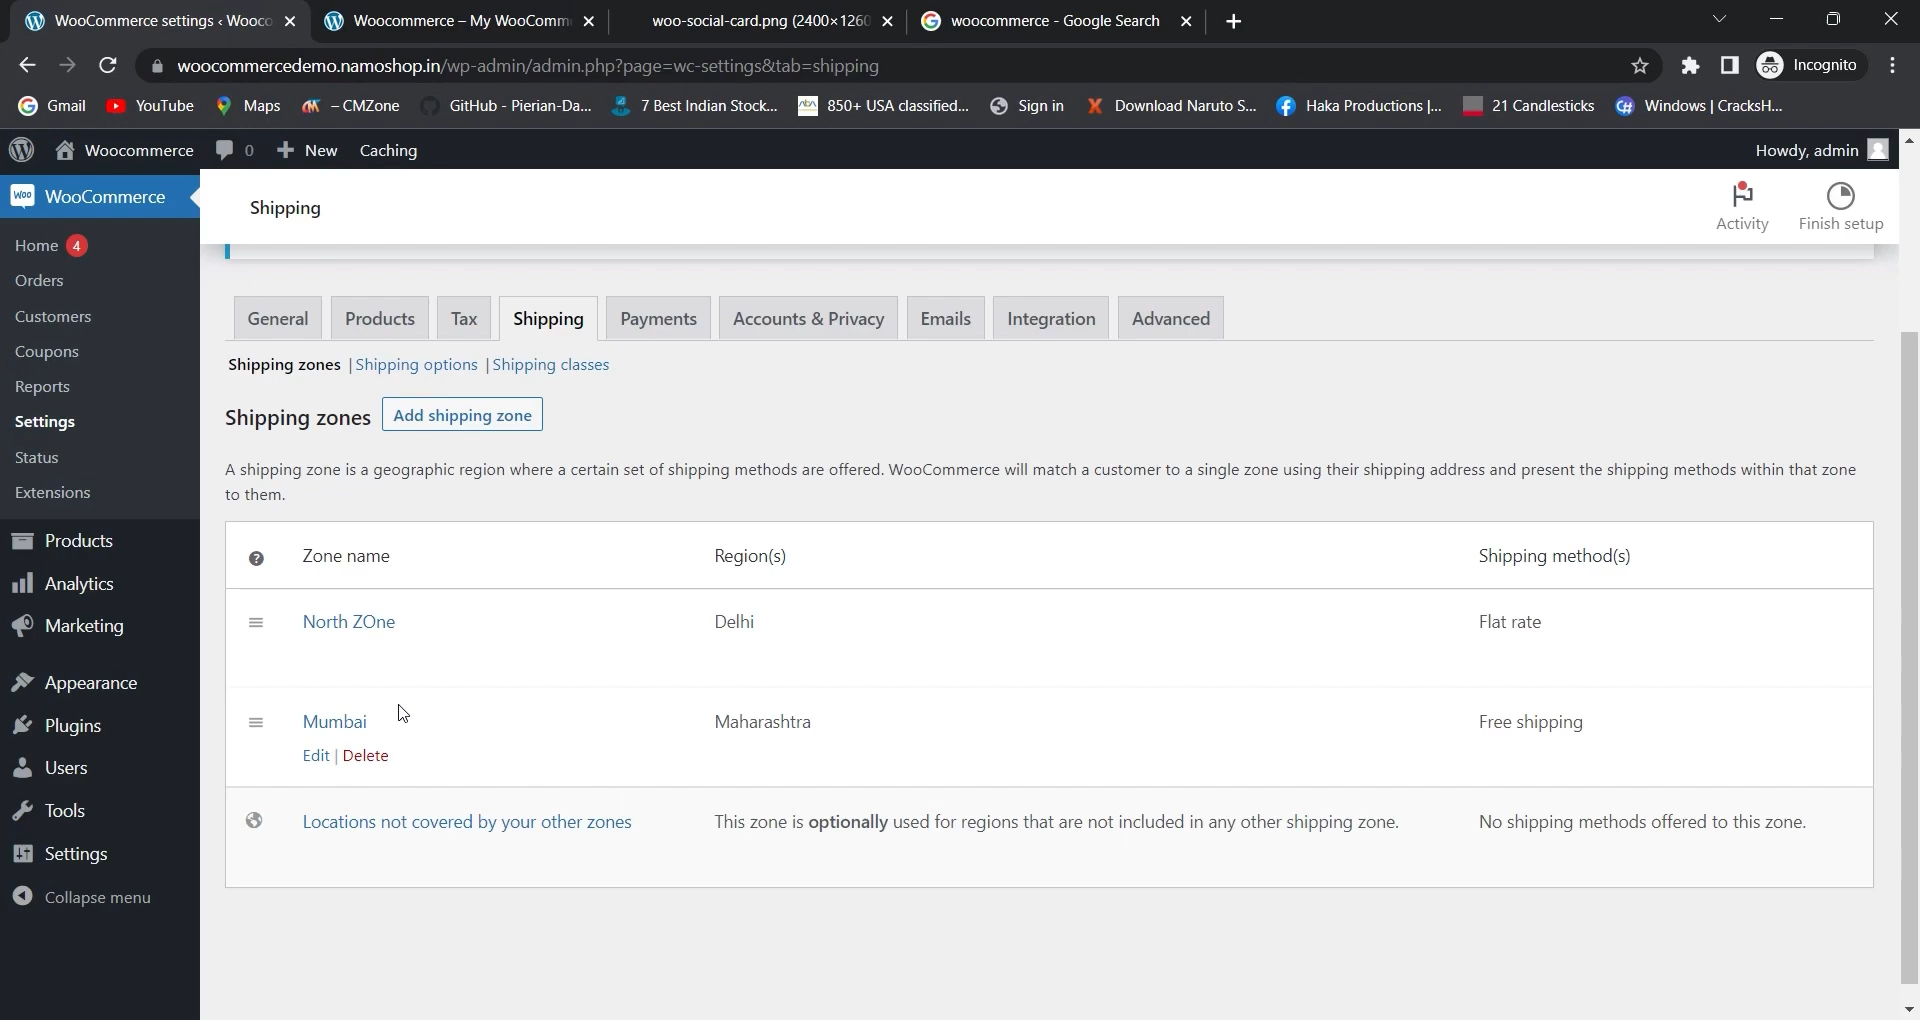 WooCommerce settings ‹ Wooco
Woocommerce – My WooComm
woo-social-card.png (2400×1260
woocommerce - Google Search
woocommercedemo.namoshop.in/wp-admin/admin.php?page=wc-settings&tab=shipping
Incognito
Gmail
YouTube
Maps
– CMZone
GitHub - Pierian-Da...
7 Best Indian Stock...
850+ USA classified...
Sign in
Download Naruto S...
Haka Productions |...
21 Candlesticks
Windows | CracksH...
Woocommerce
0
New
Caching
Howdy, admin
WooCommerce
Home 4
Orders
Customers
Coupons
Reports
Settings
Status
Extensions
Products
Analytics
Marketing
Appearance
Plugins
Users
Tools
Settings
Collapse menu
Shipping
Activity
Finish setup
General
Products
Tax
Shipping
Payments
Accounts & Privacy
Emails
Integration
Advanced
Shipping zones | Shipping options | Shipping classes
Shipping zones
Add shipping zone
A shipping zone is a geographic region where a certain set of shipping methods are offered. WooCommerce will match a customer to a single zone using their shipping address and present the shipping methods within that zone
to them.
Zone name
Region(s)
Shipping method(s)
North ZOne
Delhi
Flat rate
Mumbai
Maharashtra
Free shipping
Edit | Delete
Locations not covered by your other zones
This zone is optionally used for regions that are not included in any other shipping zone.
No shipping methods offered to this zone.